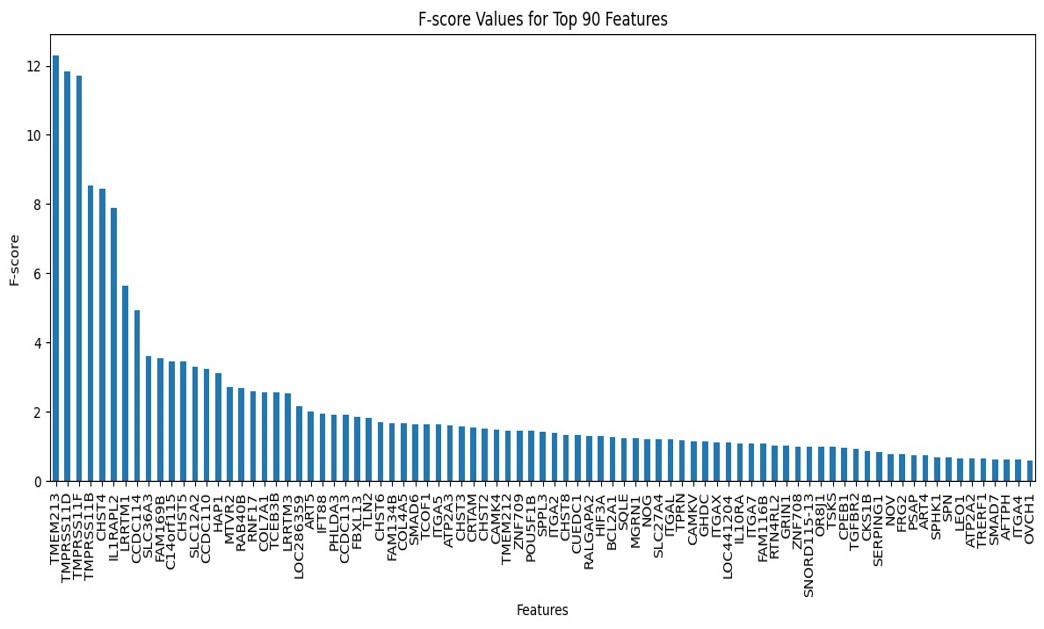 F-score Values for Top 90 Features
12
10
8
6
4
2
0
F-score
TMEM213
TMPRSS11D
TMPRSS11F
TMPRSS11B
CHST4
IL1RAPL2
LRRTM1
CCDC114
SLC36A3
FAM169B
C14orf115
CHST5
SLC12A2
CCDC110
HAP1
MTVR2
RAB40B
RNF17
COL7A1
TCEB3B
LRRTM3
LOC286359
ART5
IFT88
PHLDA3
CCDC113
FBXL13
TLN2
CHST6
FAM134B
COL4A5
SMAD6
TCOF1
ITGA5
ATP2A3
CHST3
CRTAM
CHST2
CAMK4
TMEM212
ZNF709
POU5F1B
SPPL3
ITGA2
CHST8
CUEDC1
RALGAPA2
HIF3A
BCL2A1
SQLE
MGRN1
NOG
SLC27A4
ITGAL
TPRN
CAMKV
GHDC
ITGAX
LOC441204
IL10RA
ITGA7
FAM116B
RTN4RL2
GRIN1
ZNF798
SNORD115-13
OR8J1
TSKS
CPEB1
TGFBR2
CKS1B
SERPING1
NOV
FRG2
PSAP
ARF4
SPHK1
SPN
LEO1
ATP2A2
TRERF1
SMAD7
AFTPH
ITGA4
OVCH1
Features